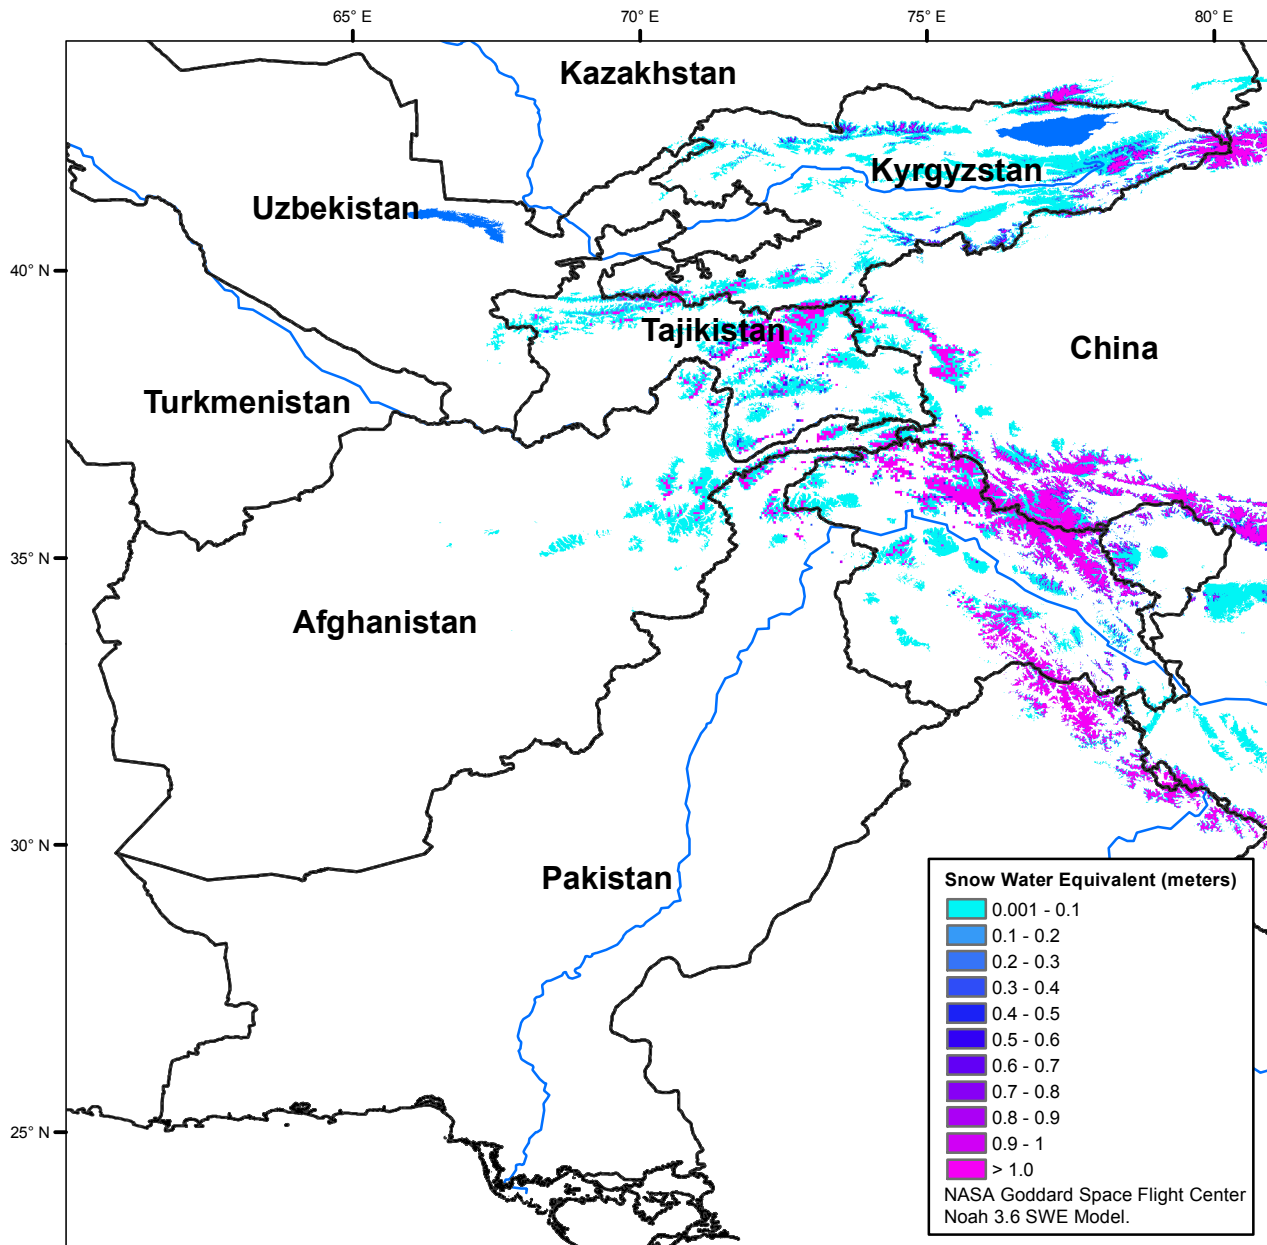 65° E
70° E
75° E
80° E
Kazakhstan
Kyrgyzstan
Uzbekistan
40° N
Tajikistan
China
Turkmenistan
35° N
Afghanistan
30° N
Pakistan
25° N
Snow Water Equivalent (meters)
0.001 - 0.1
0.1 - 0.2
0.2 - 0.3
0.3 - 0.4
0.4 - 0.5
0.5 - 0.6
0.6 - 0.7
0.7 - 0.8
0.8 - 0.9
0.9 - 1
> 1.0
NASA Goddard Space Flight Center
Noah 3.6 SWE Model.